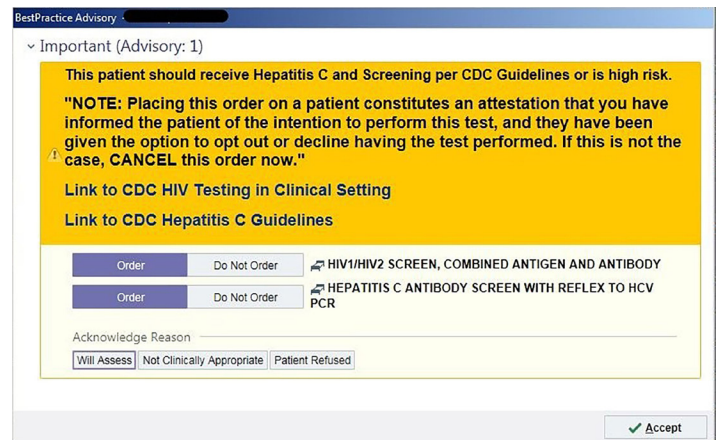 BestPractice Advisory -
Important (Advisory: 1)
This patient should receive Hepatitis C and Screening per CDC Guidelines or is high risk.
"NOTE: Placing this order on a patient constitutes an attestation that you have
informed the patient of the intention to perform this test, and they have been
given the option to opt out or decline having the test performed. If this is not the
case, CANCEL this order now."
Link to CDC HIV Testing in Clinical Setting
Link to CDC Hepatitis C Guidelines
Order Do Not Order HIV1/HIV2 SCREEN, COMBINED ANTIGEN AND ANTIBODY
Order Do Not Order HEPATITIS C ANTIBODY SCREEN WITH REFLEX TO HCV
PCR
Acknowledge Reason
Will Assess Not Clinically Appropriate Patient Refused
Accept